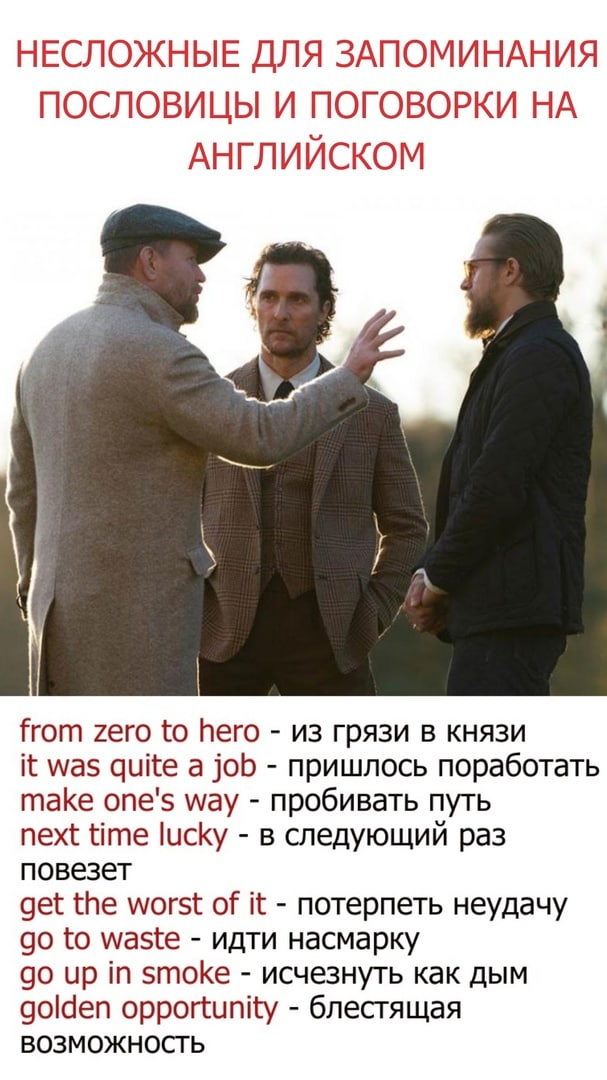 НЕСЛОЖНЫЕ ДЛЯ ЗАПОМИНАНИЯ
ПОСЛОВИЦЫ И ПОГОВОРКИ НА
АНГЛИЙСКОМ
from zero to hero - из грязи в князи
it was quite a job - пришлось поработать
make one's way - пробивать путь
next time lucky - в следующий раз
повезет
get the worst of it - потерпеть неудачу
go to waste - идти насмарку
go up in smoke - исчезнуть как дым
golden opportunity - блестящая
возможность